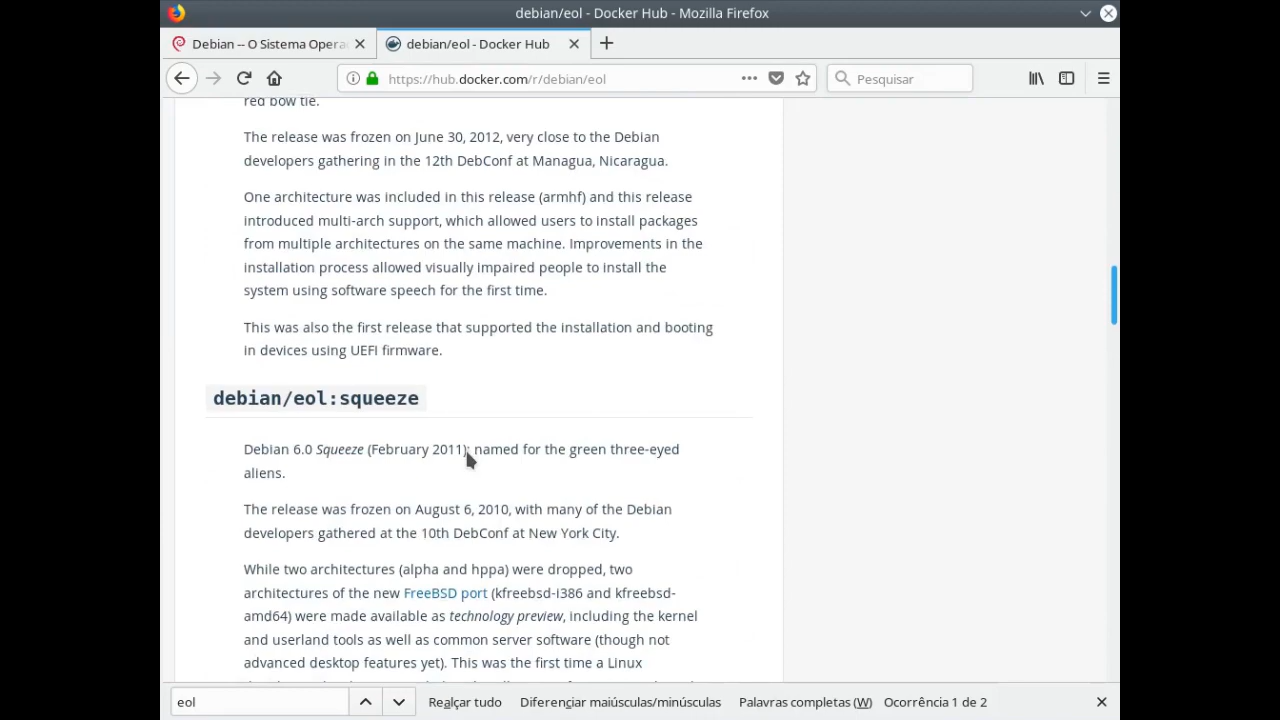 debian/eol - Docker Hub - Mozilla Firefox
Debian -- O Sistema Opera
debian/eol - Docker Hub
https://hub.docker.com/r/debian/eol
Pesquisar
red bow tie.
The release was frozen on June 30, 2012, very close to the Debian
developers gathering in the 12th DebConf at Managua, Nicaragua.
One architecture was included in this release (armhf) and this release
introduced multi-arch support, which allowed users to install packages
from multiple architectures on the same machine. Improvements in the
installation process allowed visually impaired people to install the
system using software speech for the first time.
This was also the first release that supported the installation and booting
in devices using UEFI firmware.
debian/eol:squeeze
Debian 6.0 Squeeze (February 2011): named for the green three-eyed
aliens.
The release was frozen on August 6, 2010, with many of the Debian
developers gathered at the 10th DebConf at New York City.
While two architectures (alpha and hppa) were dropped, two
architectures of the new FreeBSD port (kfreebsd-i386 and kfreebsd-
amd64) were made available as technology preview, including the kernel
and userland tools as well as common server software (though not
advanced desktop features yet). This was the first time a Linux
eol
Realçar tudo
Diferenciar maiúsculas/minúsculas
Palavras completas (W)
Ocorrência 1 de 2